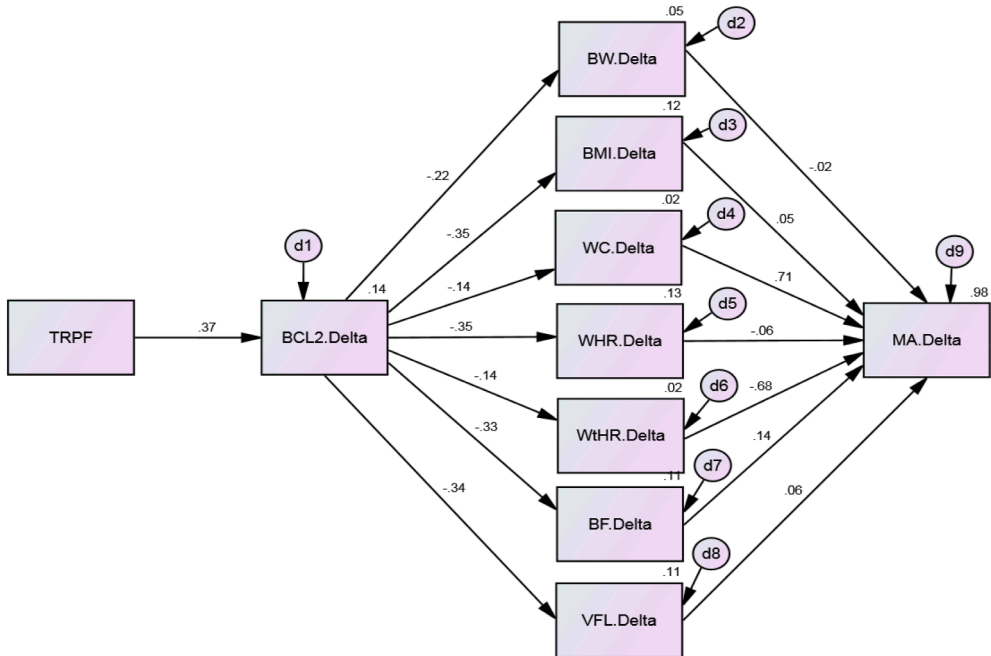 .05
d2
BW.Delta
.12
d3
BMI.Delta
-.02
-.22
.02
d4
.05
-.35
WC.Delta
d1
d9
.71
-.14
.14
.13
d5
.98
TRPF
.37
BCL2.Delta
-.35
WHR.Delta
-.06
MA.Delta
-.14
.02
d6
-.68
-.33
WtHR.Delta
.14
.11
d7
-.34
BF.Delta
.06
.11
d8
VFL.Delta